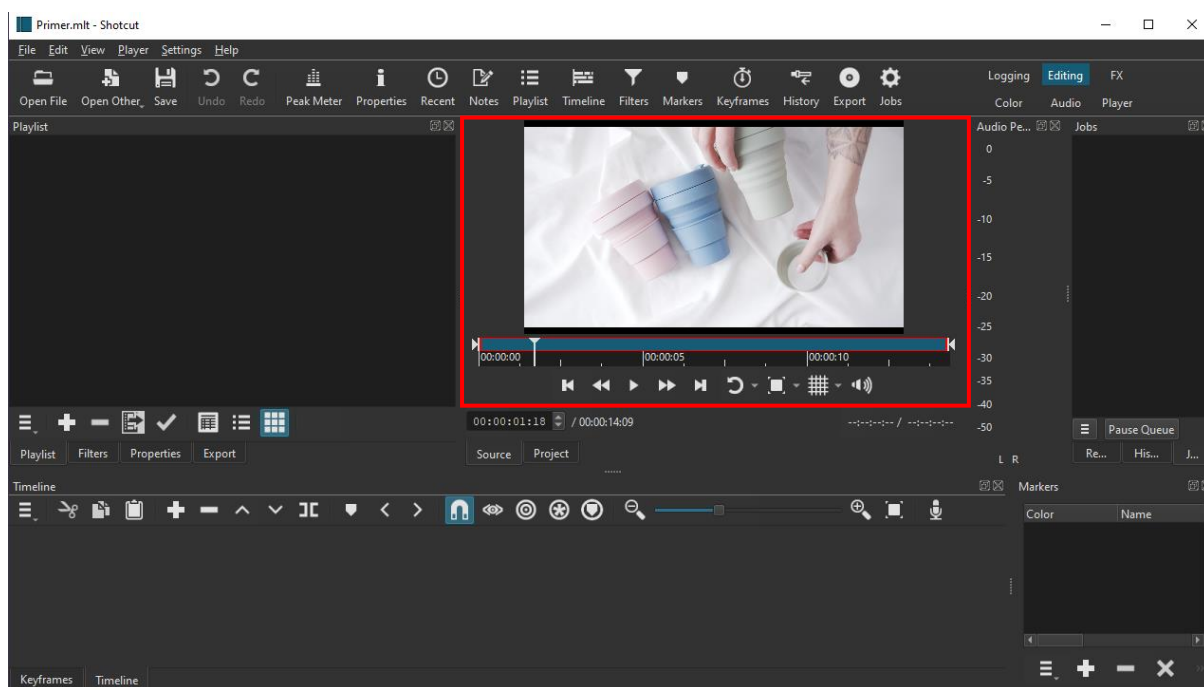 Primer.mlt - Shotcut
File Edit View Player Settings Help
Open File Open Other Save Undo Redo Peak Meter Properties Recent Notes Playlist Timeline Filters Markers Keyframes History Export Jobs
Logging Editing FX
Color Audio Player
Playlist
Audio Pe... Jobs
0
-5
-10
-15
-20
-25
-30
-35
-40
-50
L R
00:00:00 00:00:05 00:00:10
00:00:01:18 / 00:00:14:09 --:--:--:-- / --:--:--:--
Playlist Filters Properties Export
Source Project
Pause Queue
Re... His... J...
Timeline
Markers
Color Name
Keyframes Timeline